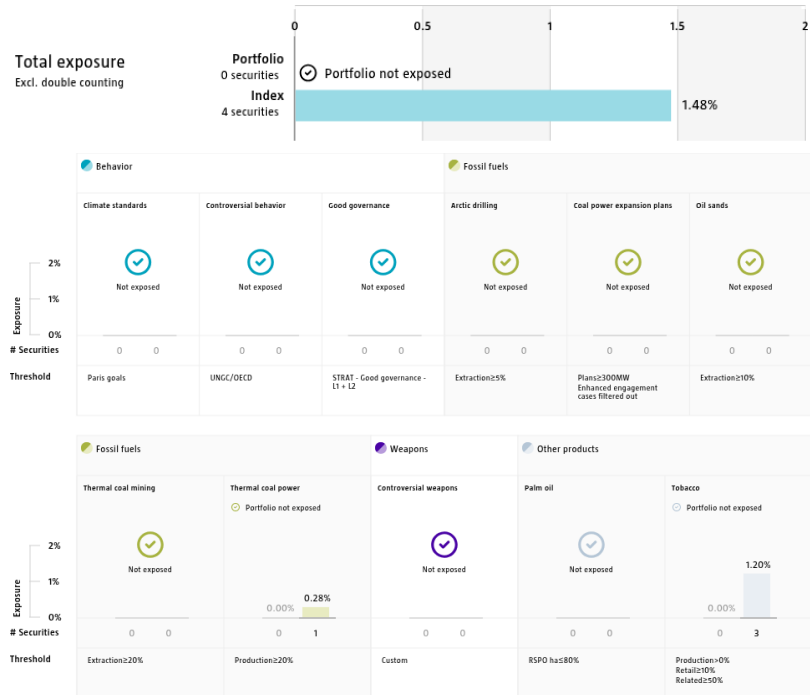 0 0.5 1 1.5 2
Total exposure
Excl. double counting
Portfolio
0 securities
Portfolio not exposed
Index
4 securities
1.48%
Behavior
Fossil fuels
Climate standards
Controversial behavior
Good governance
Arctic drilling
Coal power expansion plans
Oil sands
Exposure
2%
1%
0%
Not exposed
Not exposed
Not exposed
Not exposed
Not exposed
Not exposed
# Securities
0 0
0 0
0 0
0 0
0 0
0 0
Threshold
Paris goals
UNGC/OECD
STRAT - Good governance -
L1 + L2
Extraction≥5%
Plans≥300MW
Enhanced engagement
cases filtered out
Extraction≥10%
Fossil fuels
Weapons
Other products
Thermal coal mining
Thermal coal power
Portfolio not exposed
Controversial weapons
Palm oil
Tobacco
Portfolio not exposed
Exposure
2%
1%
0%
Not exposed
0.00% 0.28%
Not exposed
Not exposed
0.00% 1.20%
# Securities
0 0
0 1
0 0
0 0
0 3
Threshold
Extraction≥20%
Production≥20%
Custom
RSPO ha≤80%
Production>0%
Retail≥10%
Related≥50%